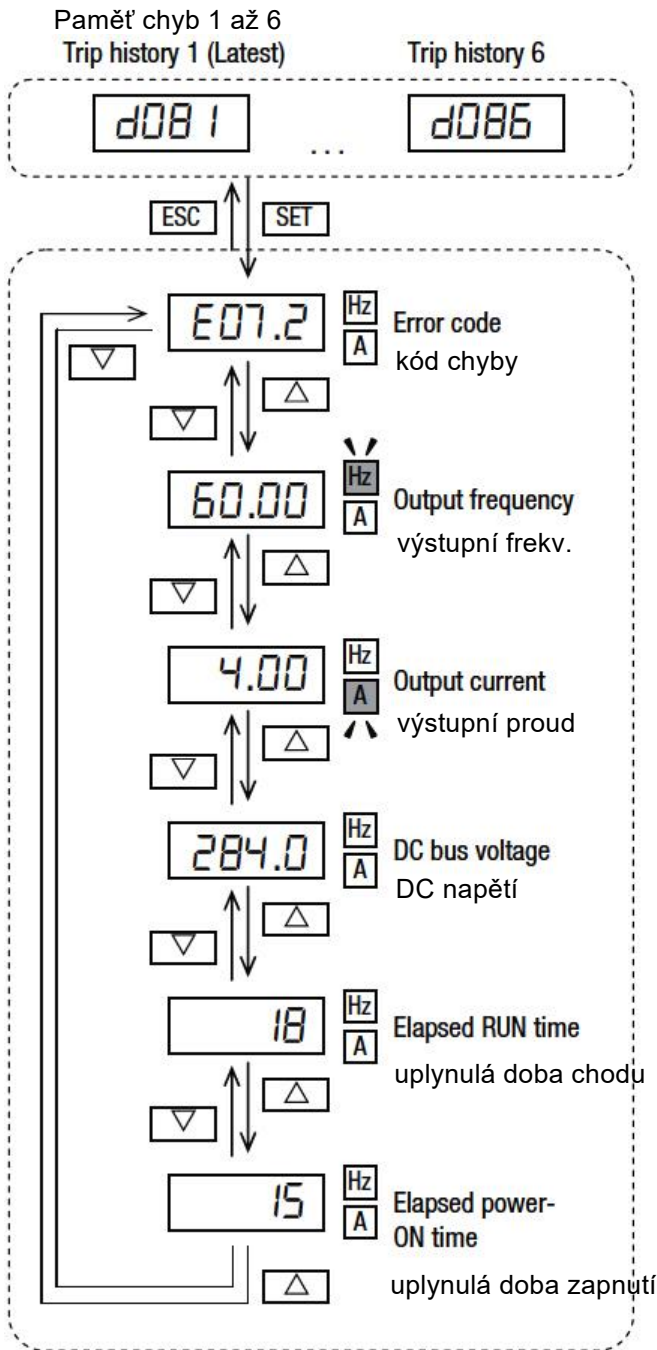 Paměť chyb 1 až 6
Trip history 1 (Latest) Trip history 6
d081 ... d086
ESC SET
E07.2 Hz Error code
A kód chyby
60.00 Hz Output frequency
A výstupní frekv.
4.00 Hz Output current
A výstupní proud
284.0 Hz DC bus voltage
A DC napětí
18 Hz Elapsed RUN time
A uplynulá doba chodu
15 Hz Elapsed power-
A ON time
uplynulá doba zapnutí